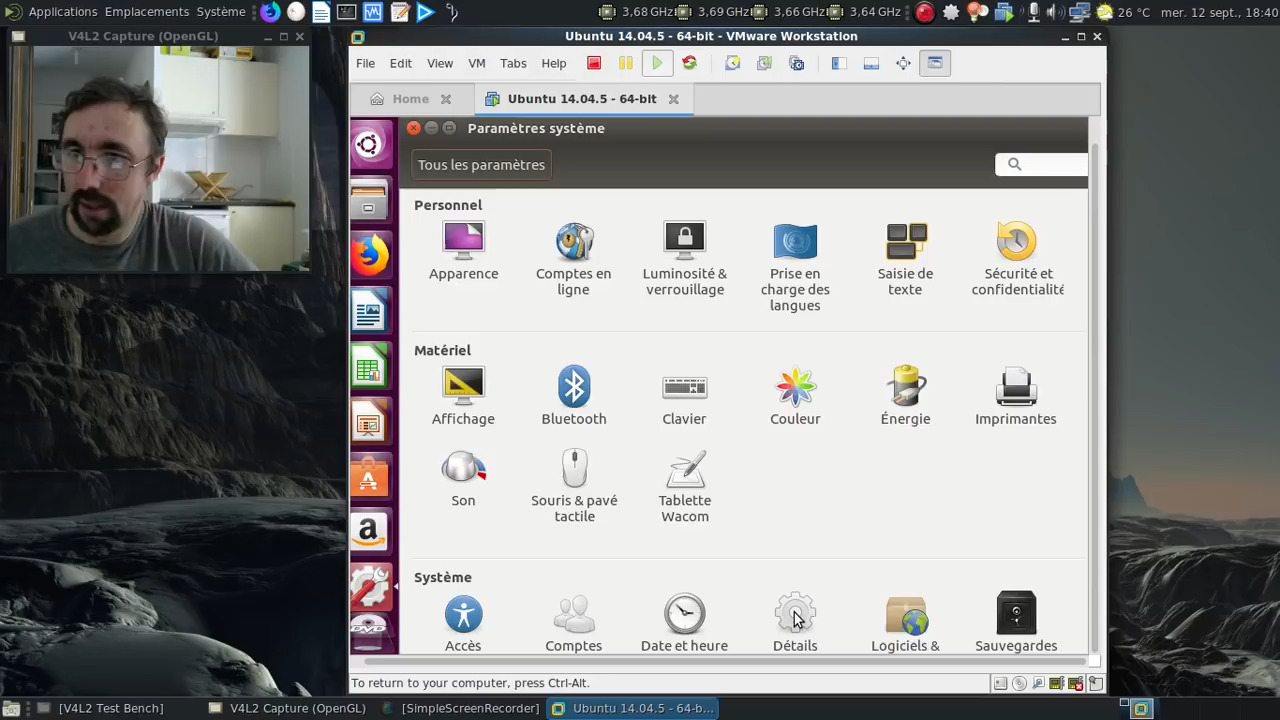 Applications Emplacements Système
3,68 GHz 3,69 GHz 3,66 GHz 3,64 GHz
26 °C mer. 12 sept., 18:40
V4L2 Capture (OpenGL)
Ubuntu 14.04.5 - 64-bit - VMware Workstation
File Edit View VM Tabs Help
Home
Ubuntu 14.04.5 - 64-bit
Paramètres système
Tous les paramètres
Personnel
Apparence
Comptes en
ligne
Luminosité &
verrouillage
Prise en
charge des
langues
Saisie de
texte
Sécurité et
confidentialité
Matériel
Affichage
Bluetooth
Clavier
Couleur
Énergie
Imprimantes
Son
Souris & pavé
tactile
Tablette
Wacom
Système
Accès
Comptes
Date et heure
Détails
Logiciels &
Sauvegardes
a
DVD
To return to your computer, press Ctrl-Alt.
[V4L2 Test Bench]
V4L2 Capture (OpenGL)
[SimpleScreenRecorder]
Ubuntu 14.04.5 - 64-b...